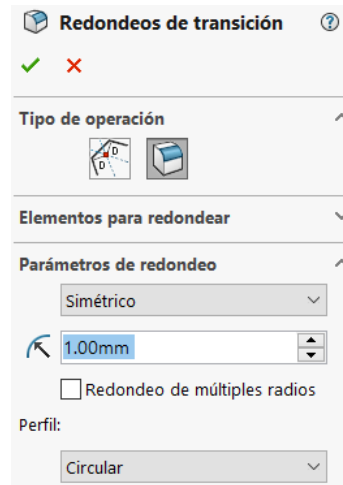 Redondeos de transición
Tipo de operación
Elementos para redondear
Parámetros de redondeo
Simétrico
1.00mm
Redondeo de múltiples radios
Perfil:
Circular